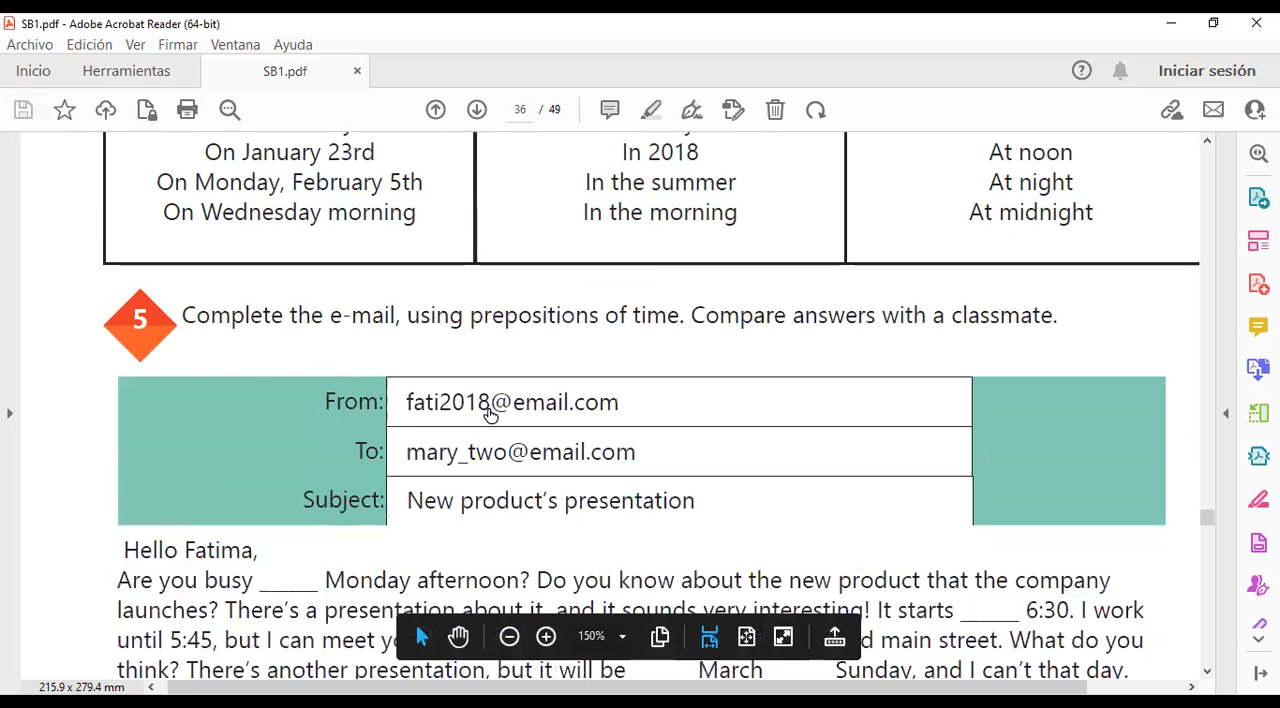 SB1.pdf - Adobe Acrobat Reader (64-bit)
Archivo Edición Ver Firmar Ventana Ayuda
Inicio Herramientas SB1.pdf × Iniciar sesión
36 / 49
On January 23rd In 2018 At noon
On Monday, February 5th In the summer At night
On Wednesday morning In the morning At midnight
5 Complete the e-mail, using prepositions of time. Compare answers with a classmate.
From: fati2018@email.com
To: mary_two@email.com
Subject: New product's presentation
Hello Fatima,
Are you busy ______ Monday afternoon? Do you know about the new product that the company
launches? There's a presentation about it, and it sounds very interesting! It starts ______ 6:30. I work
until 5:45, but I can meet main street. What do you
150%
think? There's another presentation, but it will be March Sunday, and I can't that day.
215.9 x 279.4 mm